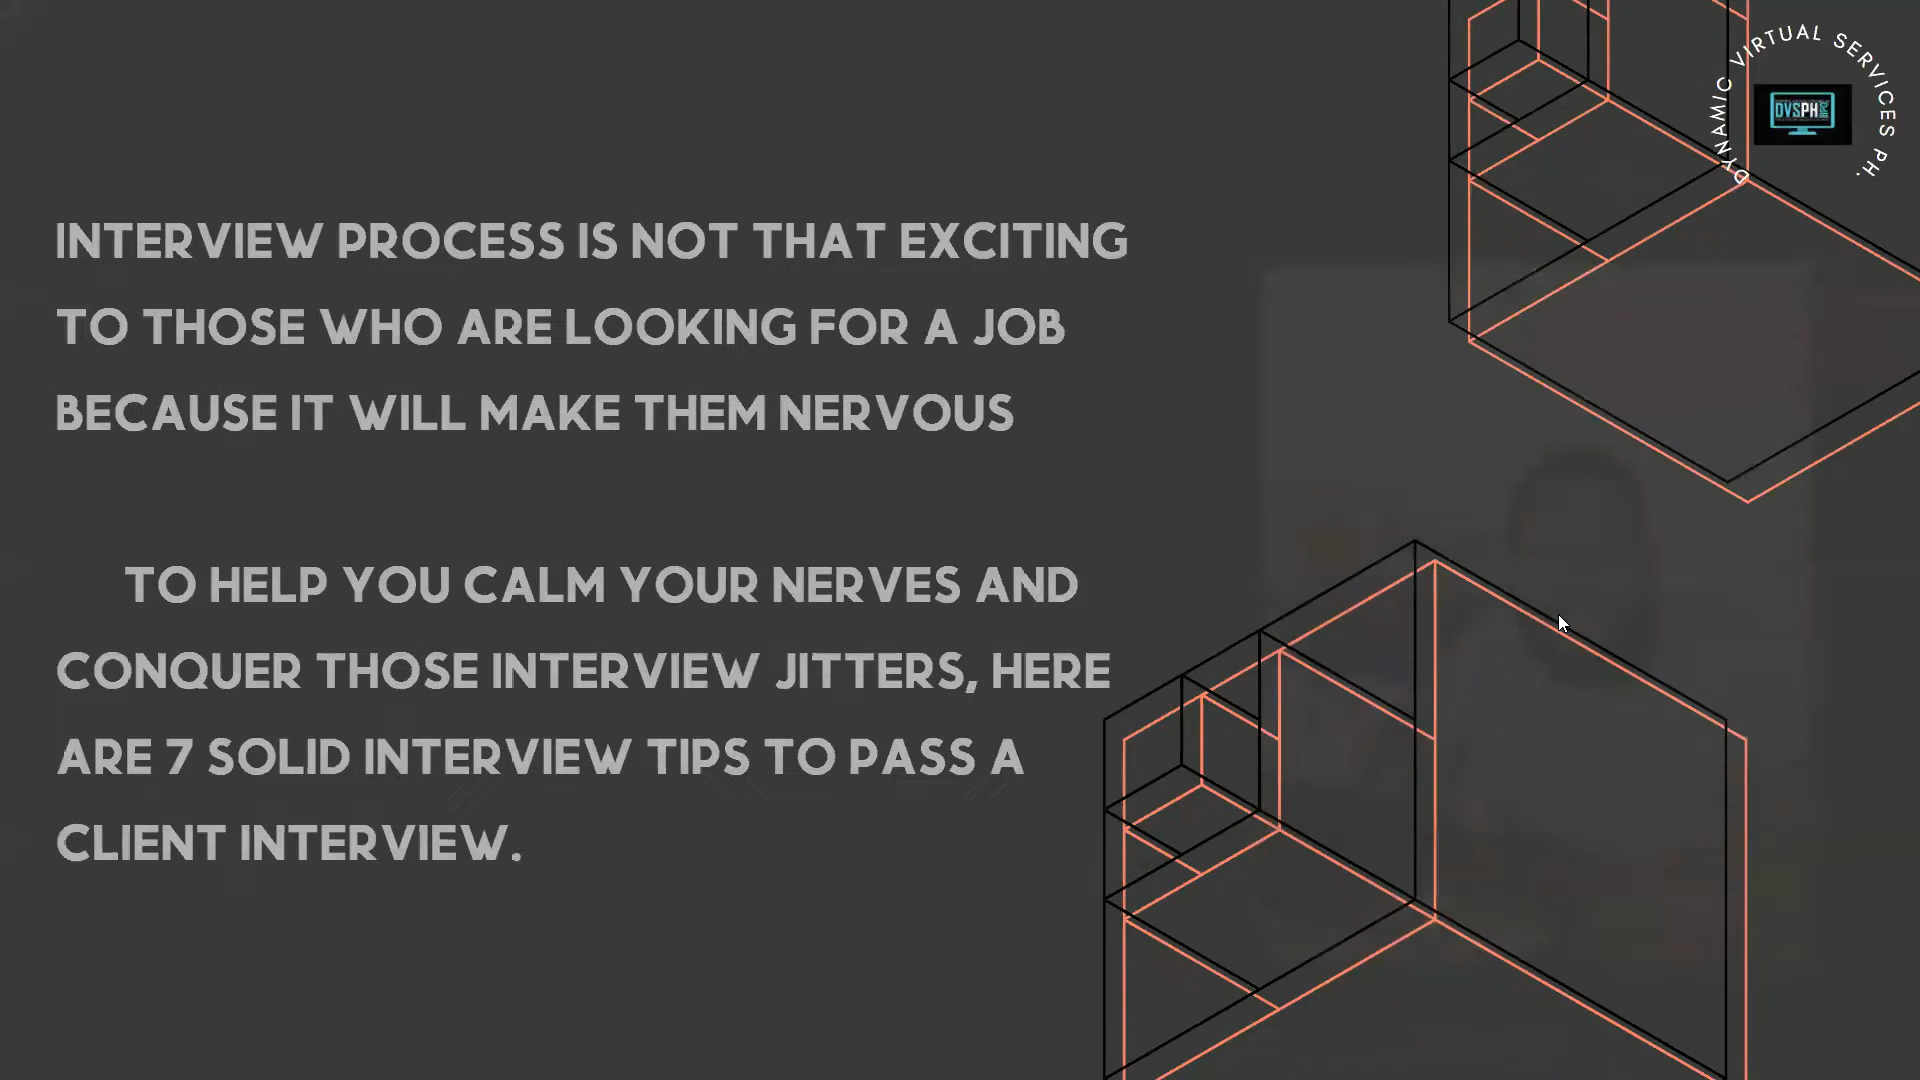 INTERVIEW PROCESS IS NOT THAT EXCITING
TO THOSE WHO ARE LOOKING FOR A JOB
BECAUSE IT WILL MAKE THEM NERVOUS
TO HELP YOU CALM YOUR NERVES AND
CONQUER THOSE INTERVIEW JITTERS, HERE
ARE 7 SOLID INTERVIEW TIPS TO PASS A
CLIENT INTERVIEW.
DYNAMIC VIRTUAL SERVICES PH.
DVSPH
BPO